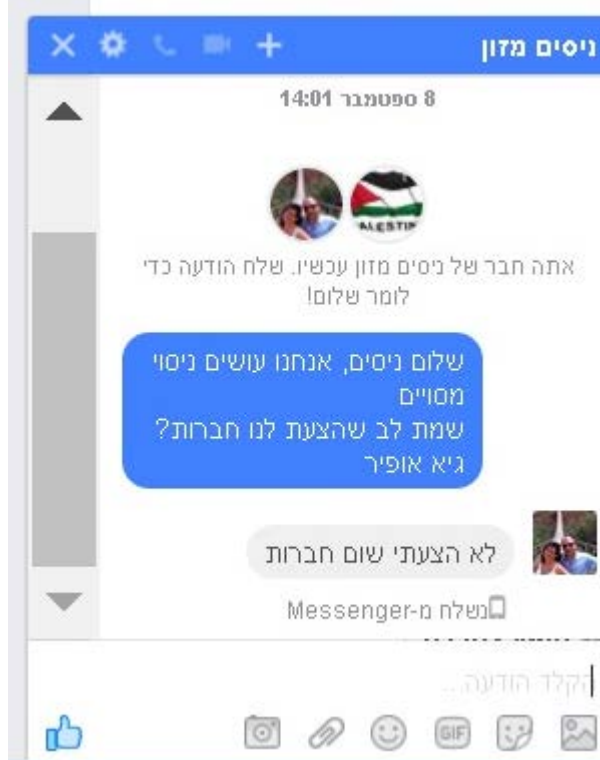 ניסים מזון
8 ספטמבר 14:01
ALESTIN
אתה חבר של ניסים מזון עכשיו. שלח הודעה כדי
לומר שלום!
שלום ניסים, אנחנו עושים ניסוי
מסויים
שמת לב שהצעת לנו חברות?
גיא אופיר
לא הצעתי שום חברות
נשלח מ-Messenger
הקלד הודעה...
GIF